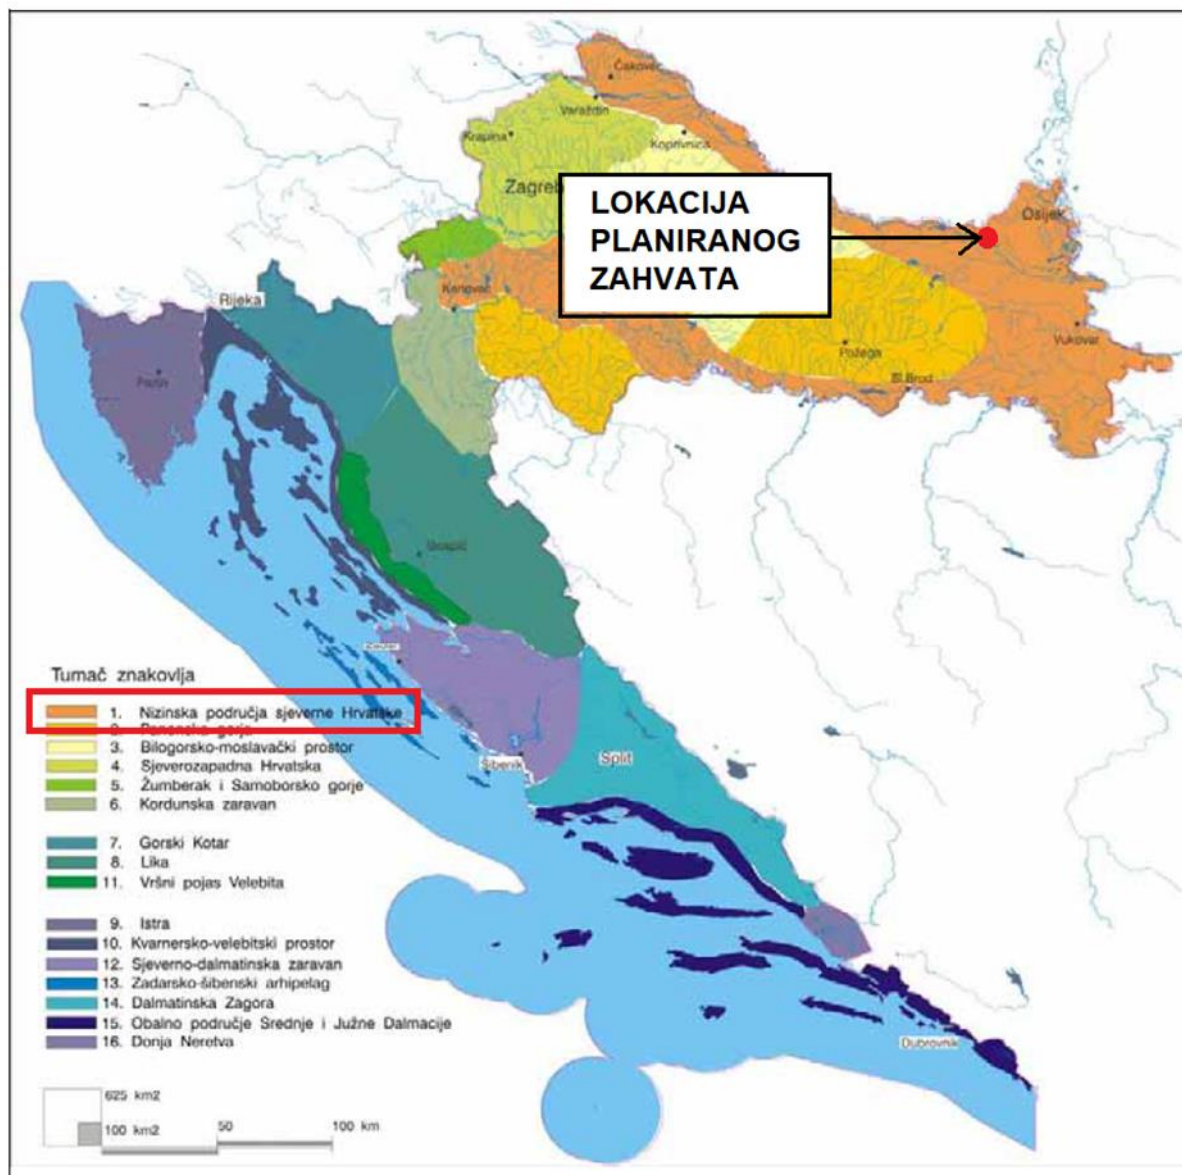 Čakovec
Varaždin
Krapina
Koprivnica
Zagreb
LOKACIJA
PLANIRANOG
ZAHVATA
Osijek
Karlovac
Rijeka
Vukovar
Požega
Sl.Brod
Pazin
Gospić
Tumač znakovlja
1. Nizinska područja sjeverne Hrvatske
2. Panonska gorja
3. Bilogorsko-moslavački prostor
4. Sjeverozapadna Hrvatska
5. Žumberak i Samoborsko gorje
6. Kordunska zaravan
7. Gorski Kotar
8. Lika
11. Vršni pojas Velebita
9. Istra
10. Kvarnersko-velebitski prostor
12. Sjeverno-dalmatinska zaravan
13. Zadarsko-šibenski arhipelag
14. Dalmatinska Zagora
15. Obalno područje Srednje i Južne Dalmacije
16. Donja Neretva
Šibenik
Split
Dubrovnik
625 km2
100 km2
50
100 km